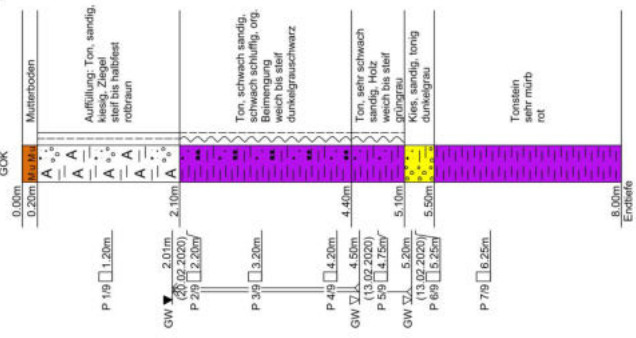 GOK
0.00m
0.20m
2.10m
4.40m
5.10m
5.50m
8.00m
Endtiefe
Mu Mu
A
A
A
A
A
A
A
Mutterboden
Auffüllung: Ton, sandig,
kiesig, Ziegel
steif bis halbfest
rotbraun
Ton, schwach sandig,
schwach schluffig, org.
Beimengung
weich bis steif
dunkelgrauschwarz
Ton, sehr schwach
sandig, Holz
weich bis steif
grüngrau
Kies, sandig, tonig
dunkelgrau
Tonstein
sehr mürb
rot
P 1/9 1.20m
GW 2.01m
(20.02.2020)
P 2/9 2.20m
P 3/9 3.20m
P 4/9 4.20m
GW 4.50m
(13.02.2020)
P 5/9 4.75m
GW 5.20m
(13.02.2020)
P 6/9 5.25m
P 7/9 6.25m